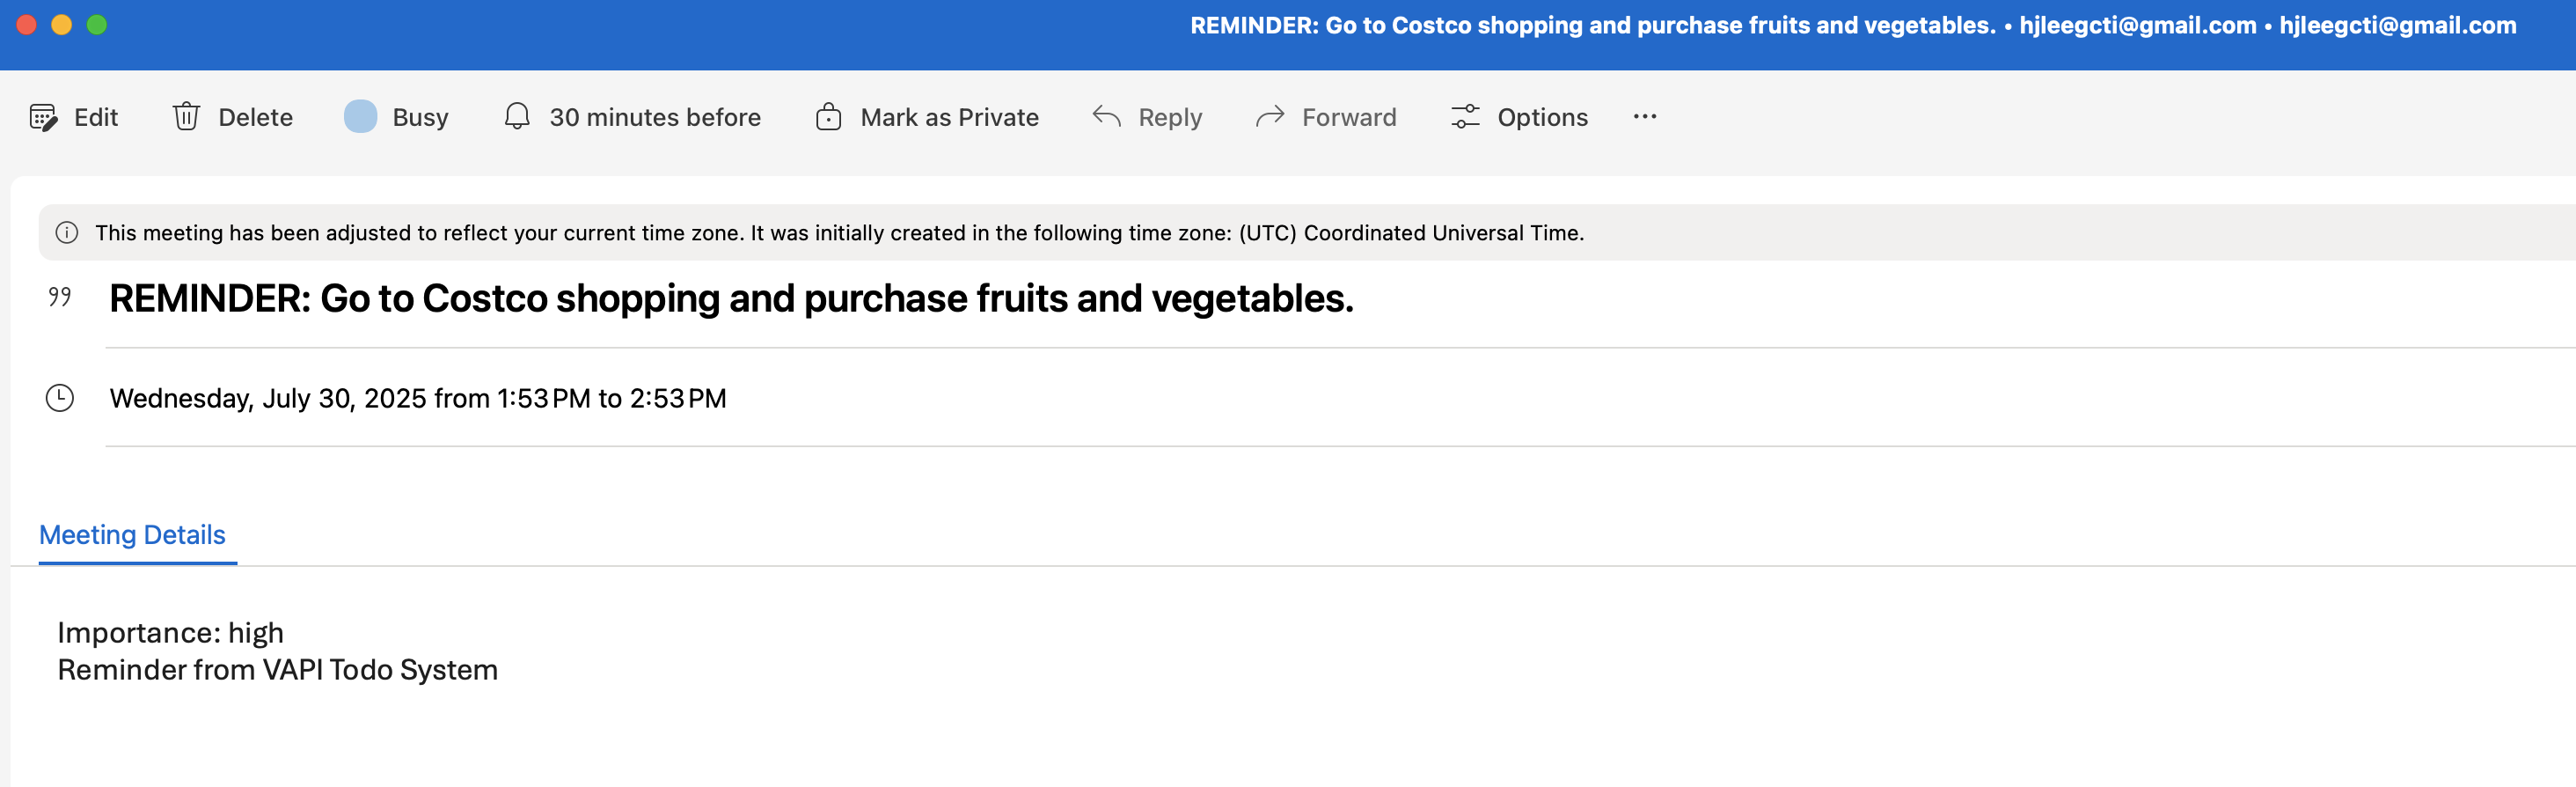 REMINDER: Go to Costco shopping and purchase fruits and vegetables. • hjleegcti@gmail.com • hjleegcti@gmail.com
Edit Delete Busy 30 minutes before Mark as Private Reply Forward Options ...
This meeting has been adjusted to reflect your current time zone. It was initially created in the following time zone: (UTC) Coordinated Universal Time.
REMINDER: Go to Costco shopping and purchase fruits and vegetables.
Wednesday, July 30, 2025 from 1:53 PM to 2:53 PM
Meeting Details
Importance: high
Reminder from VAPI Todo System